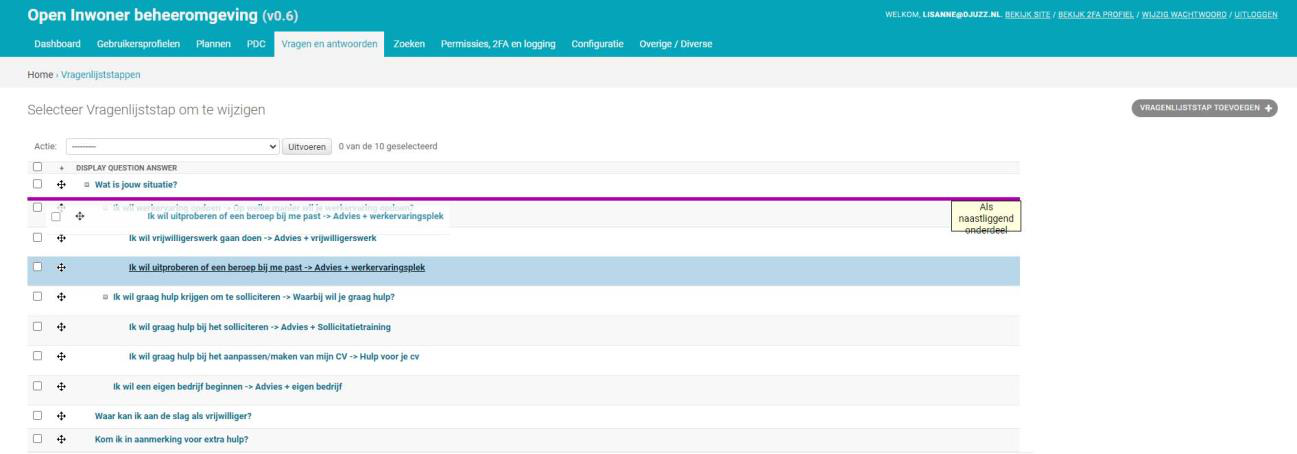 Open Inwoner beheeromgeving (v0.6)
WELKOM, LISANNE@DJUZZ.NL. BEKIJK SITE / BEKIJK 2FA PROFIEL / WIJZIG WACHTWOORD / UITLOGGEN
Dashboard Gebruikersprofielen Plannen PDC Vragen en antwoorden Zoeken Permissies, 2FA en logging Configuratie Overige / Diverse
Home › Vragenlijststappen
Selecteer Vragenlijststap om te wijzigen
VRAGENLIJSTSTAP TOEVOEGEN +
Actie: --------- Uitvoeren 0 van de 10 geselecteerd
+ DISPLAY QUESTION ANSWER
Wat is jouw situatie?
Ik wil werkervaring opdoen -> Op welke manier wil je werkervaring opdoen?
Ik wil uitproberen of een beroep bij me past -> Advies + werkervaringsplek
Als
naastliggend
onderdeel
Ik wil vrijwilligerswerk gaan doen -> Advies + vrijwilligerswerk
Ik wil uitproberen of een beroep bij me past -> Advies + werkervaringsplek
Ik wil graag hulp krijgen om te solliciteren -> Waarbij wil je graag hulp?
Ik wil graag hulp bij het solliciteren -> Advies + Sollicitatietraining
Ik wil graag hulp bij het aanpassen/maken van mijn CV -> Hulp voor je cv
Ik wil een eigen bedrijf beginnen -> Advies + eigen bedrijf
Waar kan ik aan de slag als vrijwilliger?
Kom ik in aanmerking voor extra hulp?